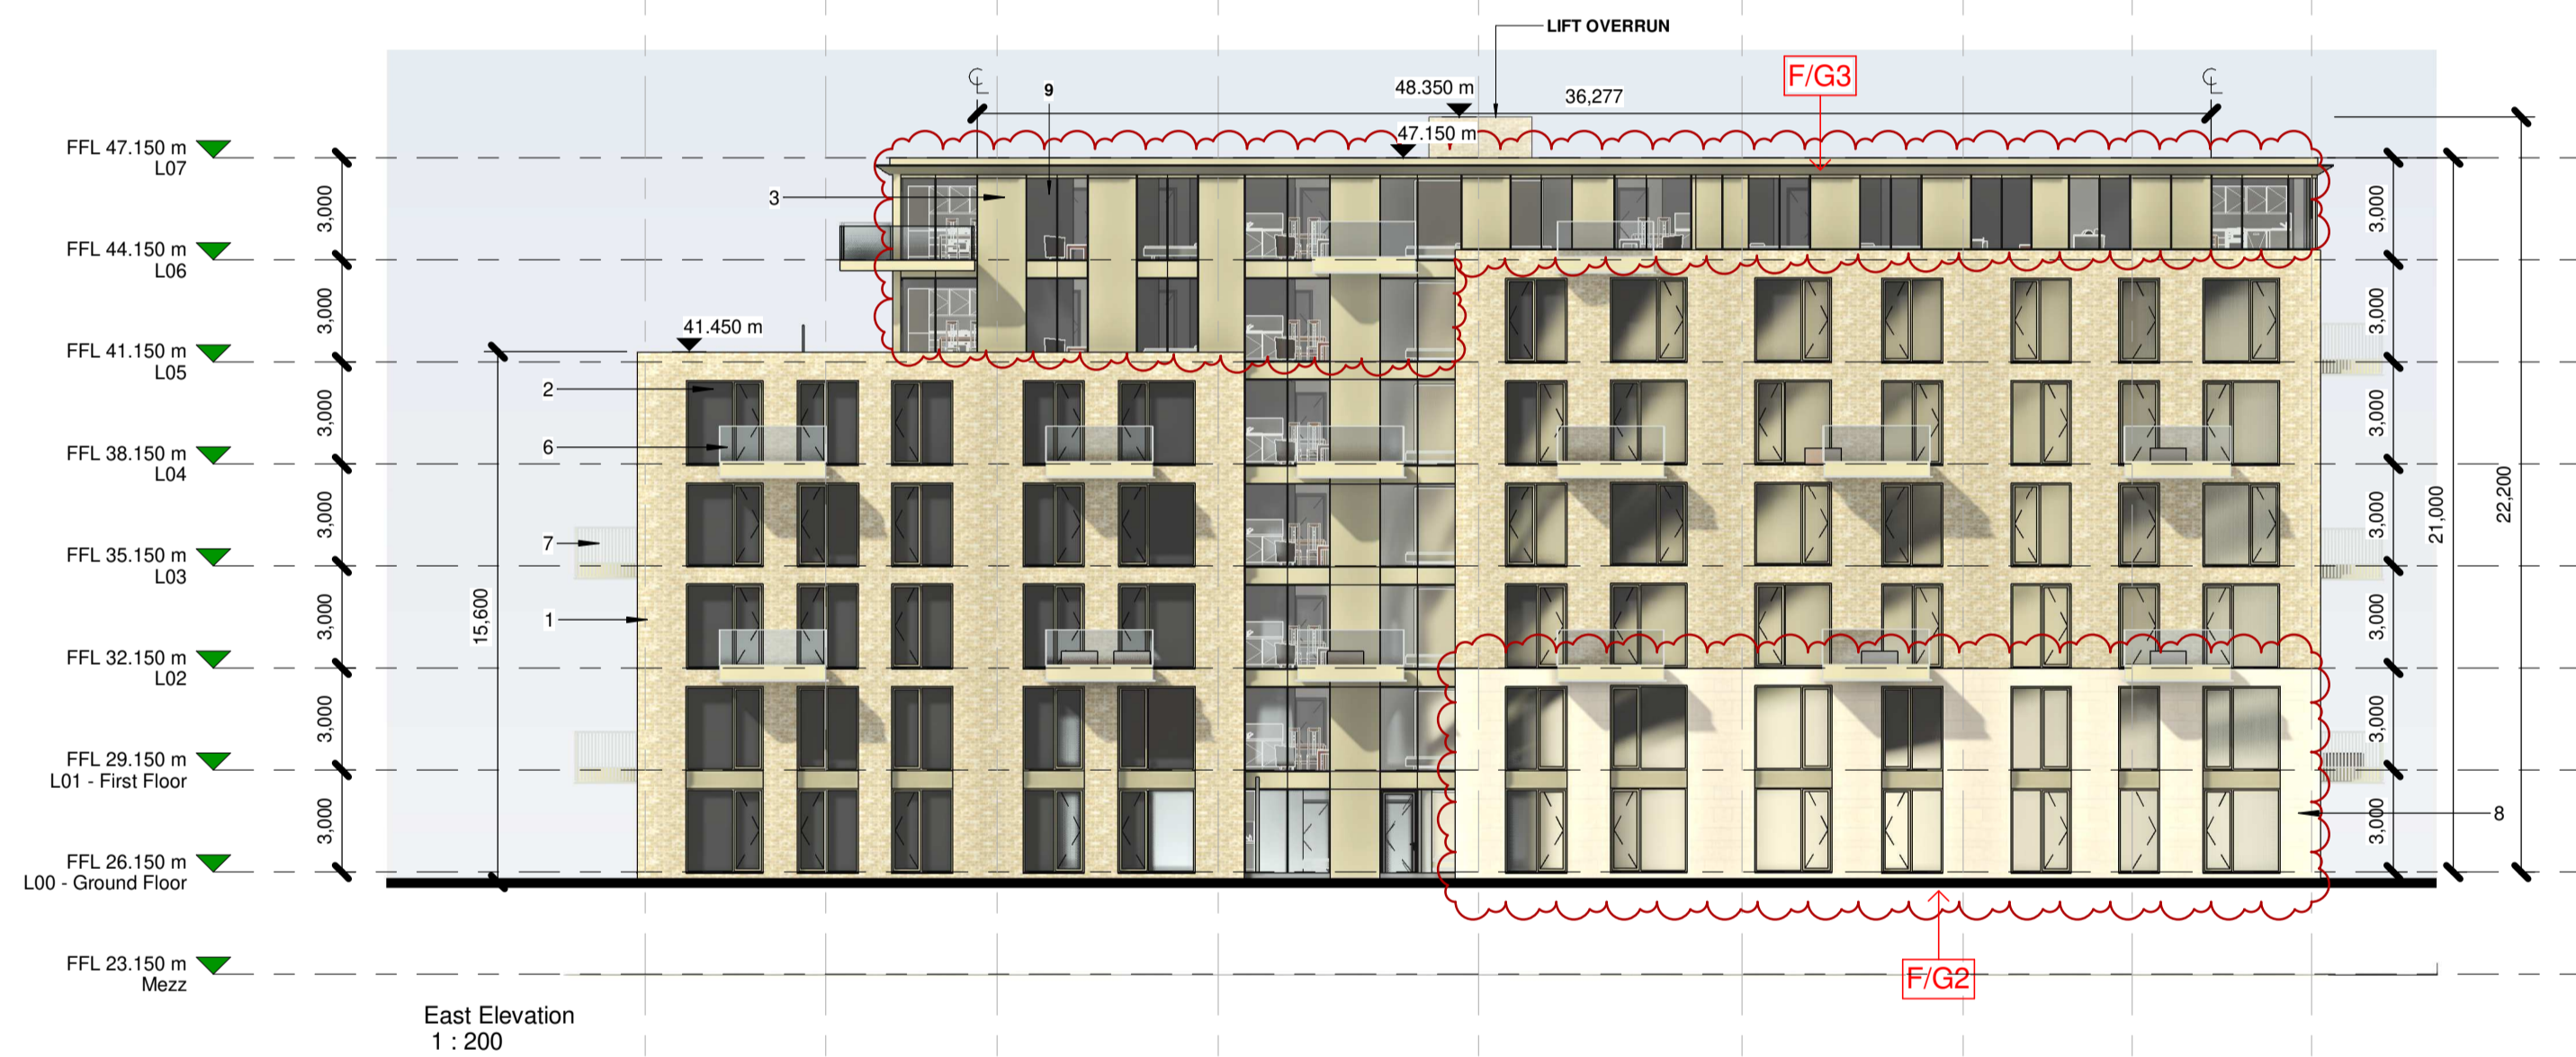 LIFT OVERRUN
F/G3
9
48.350 m
36,277
47.150 m
FFL 47.150 m
L07
3
3,000
3,000
FFL 44.150 m
L06
3,000
3,000
41.450 m
FFL 41.150 m
L05
2
3,000
3,000
6
FFL 38.150 m
L04
3,000
3,000
21,000
22,200
7
FFL 35.150 m
L03
15,600
1
3,000
3,000
FFL 32.150 m
L02
3,000
3,000
FFL 29.150 m
L01 - First Floor
3,000
3,000
8
FFL 26.150 m
L00 - Ground Floor
FFL 23.150 m
Mezz
F/G2
East Elevation
1 : 200